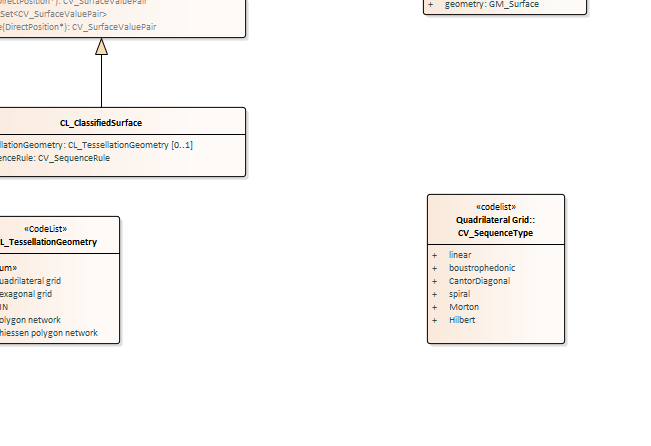 DirectPosition*): CV_SurfaceValuePair
Set<CV_SurfaceValuePair>
e(DirectPosition*): CV_SurfaceValuePair
+ geometry: GM_Surface
CL_ClassifiedSurface
llationGeometry: CL_TessellationGeometry [0..1]
enceRule: CV_SequenceRule
«CodeList»
L_TessellationGeometry
um»
uadrilateral grid
exagonal grid
IN
olygon network
hiessen polygon network
«codelist»
Quadrilateral Grid::
CV_SequenceType
+ linear
+ boustrophedonic
+ CantorDiagonal
+ spiral
+ Morton
+ Hilbert